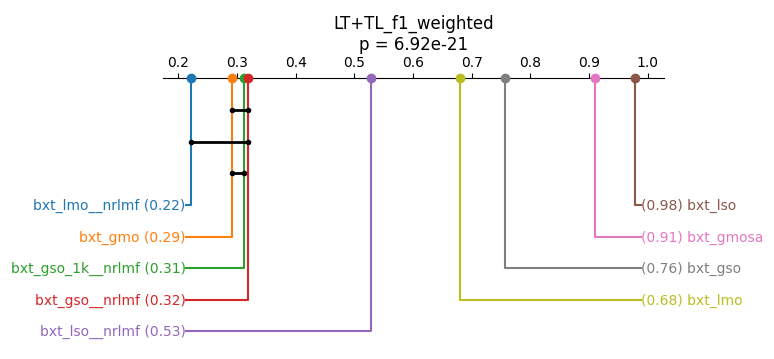 LT+TL_f1_weighted
p = 6.92e-21
0.2 0.3 0.4 0.5 0.6 0.7 0.8 0.9 1.0
bxt_lmo__nrlmf (0.22) (0.98) bxt_lso
bxt_gmo (0.29) (0.91) bxt_gmosa
bxt_gso_1k__nrlmf (0.31) (0.76) bxt_gso
bxt_gso__nrlmf (0.32) (0.68) bxt_lmo
bxt_lso__nrlmf (0.53)